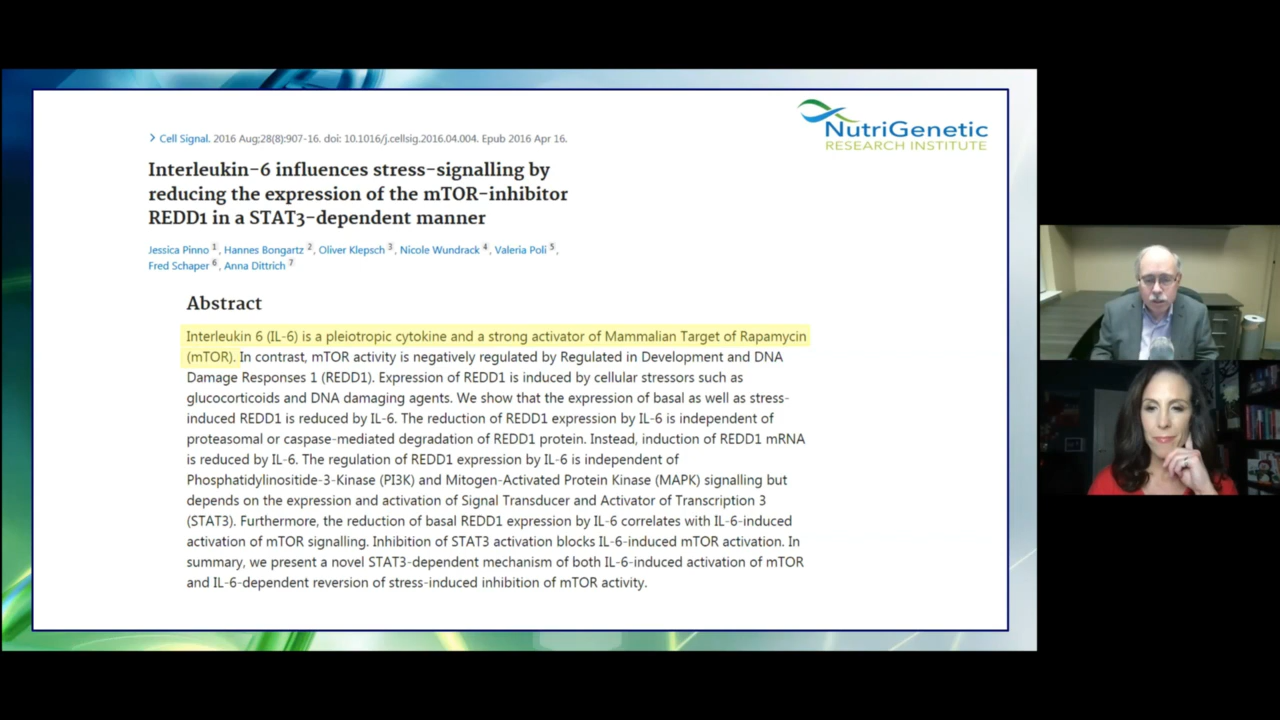 NutriGenetic
RESEARCH INSTITUTE
> Cell Signal. 2016 Aug;28(8):907-16. doi: 10.1016/j.cellsig.2016.04.004. Epub 2016 Apr 16.
Interleukin-6 influences stress-signalling by
reducing the expression of the mTOR-inhibitor
REDD1 in a STAT3-dependent manner
Jessica Pinno 1, Hannes Bongartz 2, Oliver Klepsch 3, Nicole Wundrack 4, Valeria Poli 5,
Fred Schaper 6, Anna Dittrich 7
Abstract
Interleukin 6 (IL-6) is a pleiotropic cytokine and a strong activator of Mammalian Target of Rapamycin
(mTOR). In contrast, mTOR activity is negatively regulated by Regulated in Development and DNA
Damage Responses 1 (REDD1). Expression of REDD1 is induced by cellular stressors such as
glucocorticoids and DNA damaging agents. We show that the expression of basal as well as stress-
induced REDD1 is reduced by IL-6. The reduction of REDD1 expression by IL-6 is independent of
proteasomal or caspase-mediated degradation of REDD1 protein. Instead, induction of REDD1 mRNA
is reduced by IL-6. The regulation of REDD1 expression by IL-6 is independent of
Phosphatidylinositide-3-Kinase (PI3K) and Mitogen-Activated Protein Kinase (MAPK) signalling but
depends on the expression and activation of Signal Transducer and Activator of Transcription 3
(STAT3). Furthermore, the reduction of basal REDD1 expression by IL-6 correlates with IL-6-induced
activation of mTOR signalling. Inhibition of STAT3 activation blocks IL-6-induced mTOR activation. In
summary, we present a novel STAT3-dependent mechanism of both IL-6-induced activation of mTOR
and IL-6-dependent reversion of stress-induced inhibition of mTOR activity.